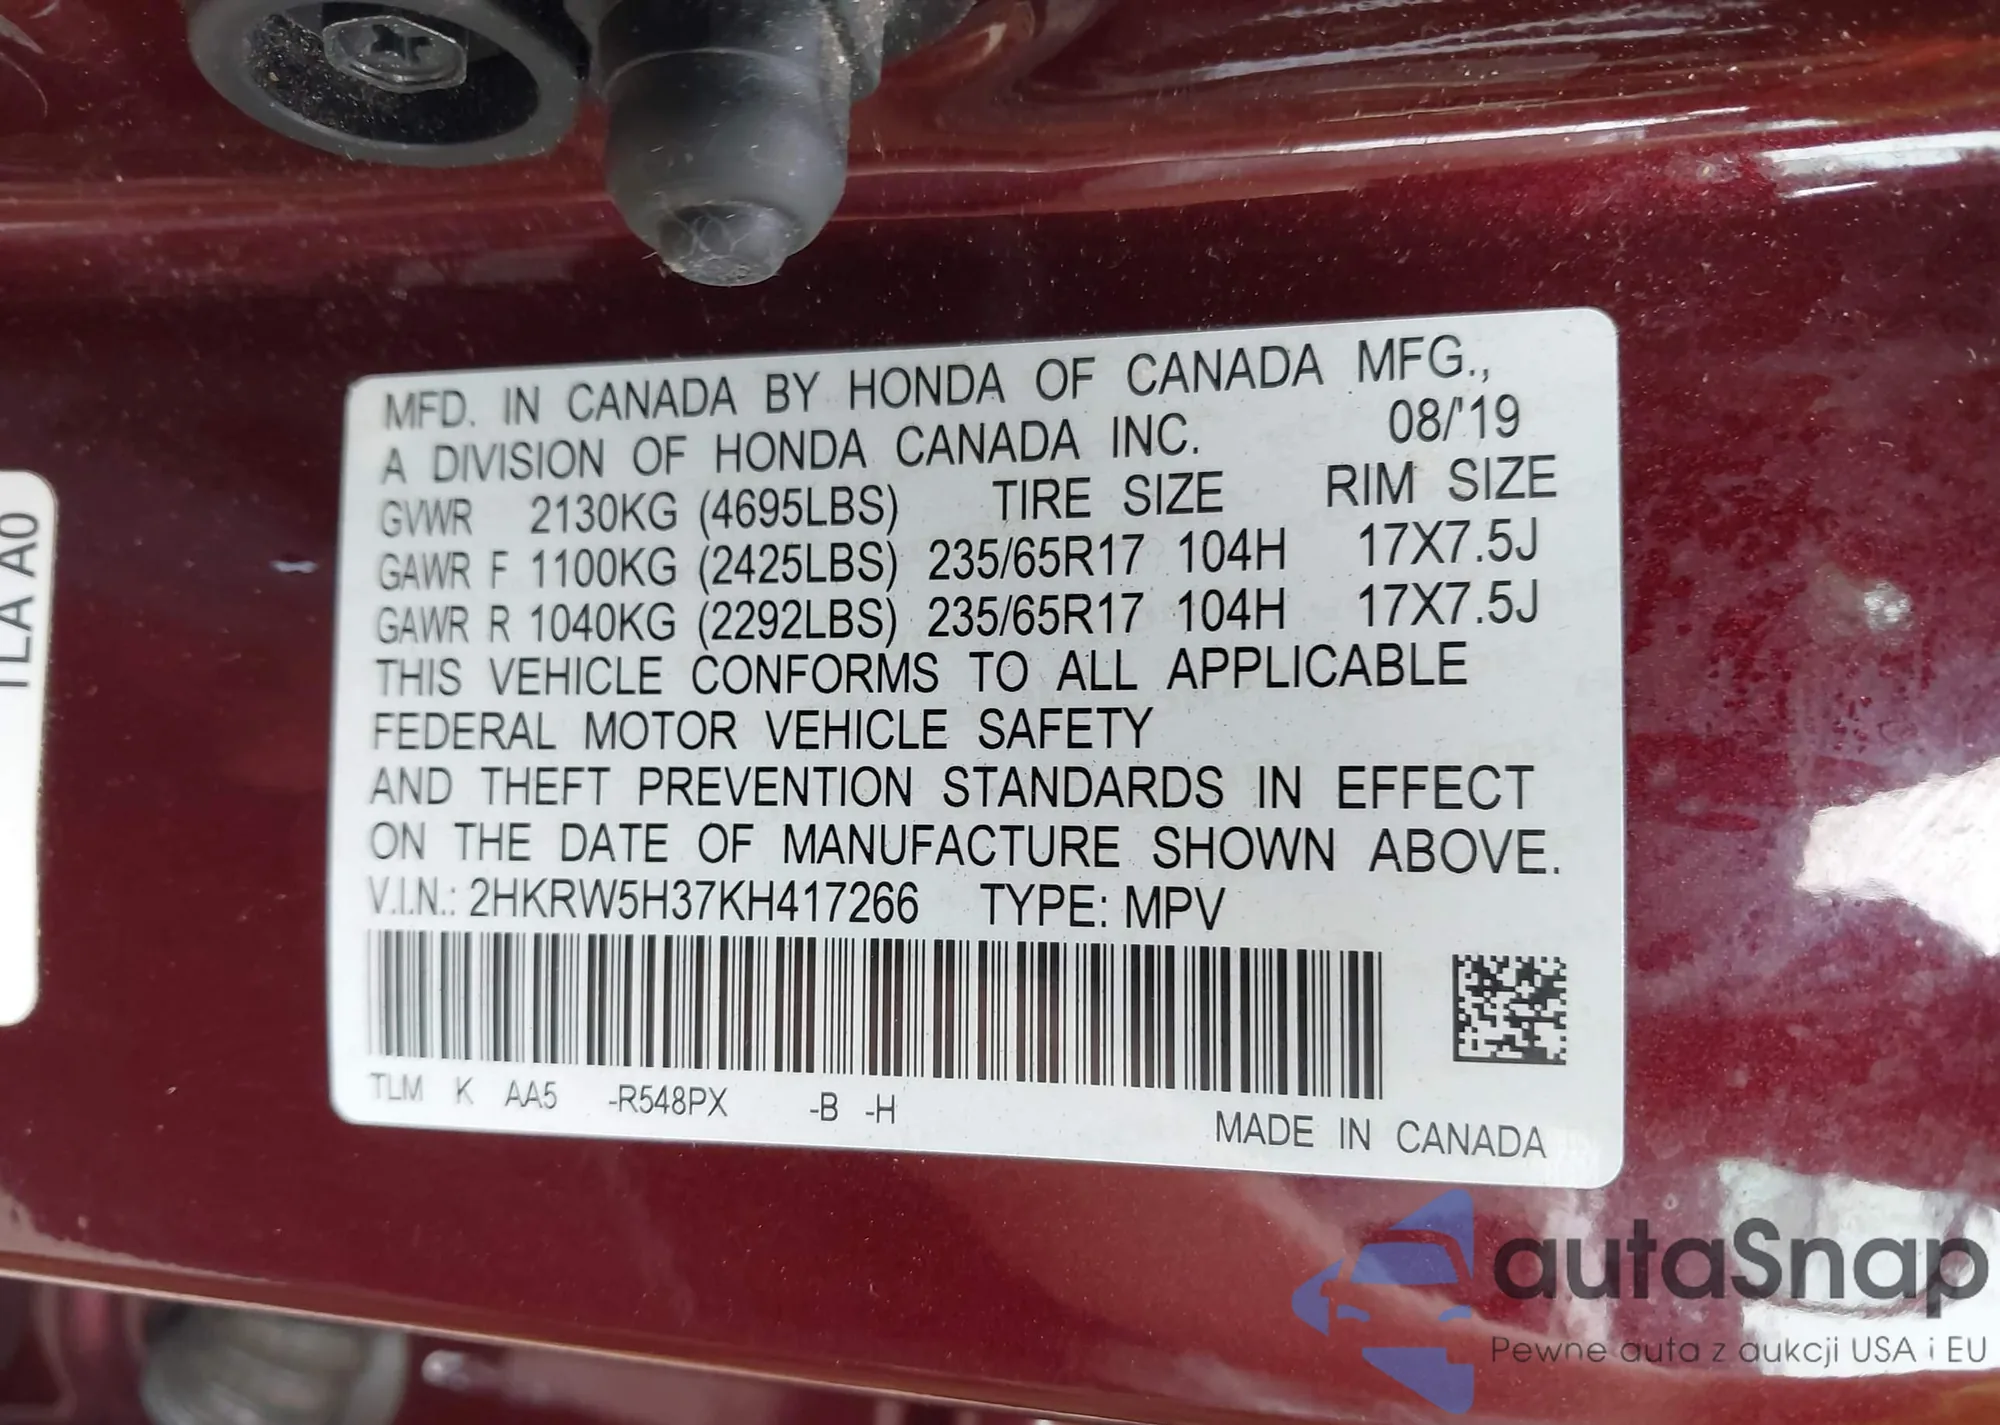 MFD. IN CANADA BY HONDA OF CANADA MFG.,
A DIVISION OF HONDA CANADA INC. 08/'19
GVWR 2130KG (4695LBS) TIRE SIZE RIM SIZE
GAWR F 1100KG (2425LBS) 235/65R17 104H 17X7.5J
GAWR R 1040KG (2292LBS) 235/65R17 104H 17X7.5J
THIS VEHICLE CONFORMS TO ALL APPLICABLE
FEDERAL MOTOR VEHICLE SAFETY
AND THEFT PREVENTION STANDARDS IN EFFECT
ON THE DATE OF MANUFACTURE SHOWN ABOVE.
V.I.N.: 2HKRW5H37KH417266 TYPE: MPV
TLM K AA5 -R548PX -B -H
MADE IN CANADA
TLA A0
autaSnap
Pewne auta z aukcji USA i EU